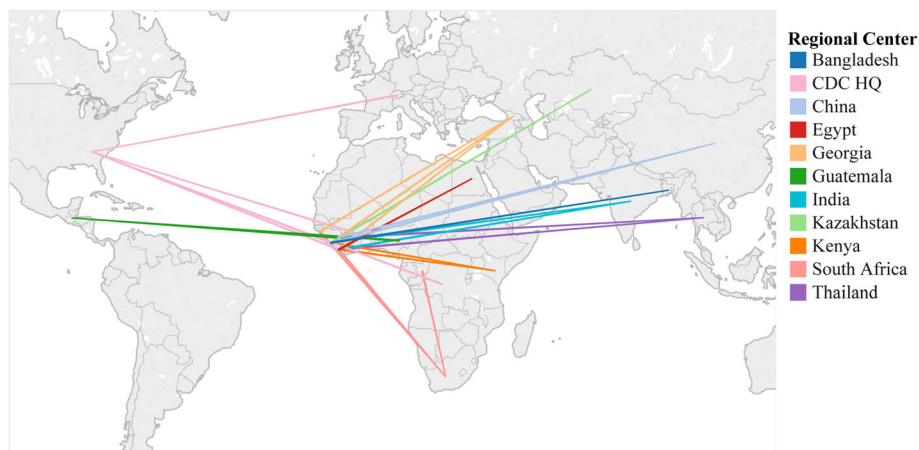 Regional Center
Bangladesh
CDC HQ
China
Egypt
Georgia
Guatemala
India
Kazakhstan
Kenya
South Africa
Thailand